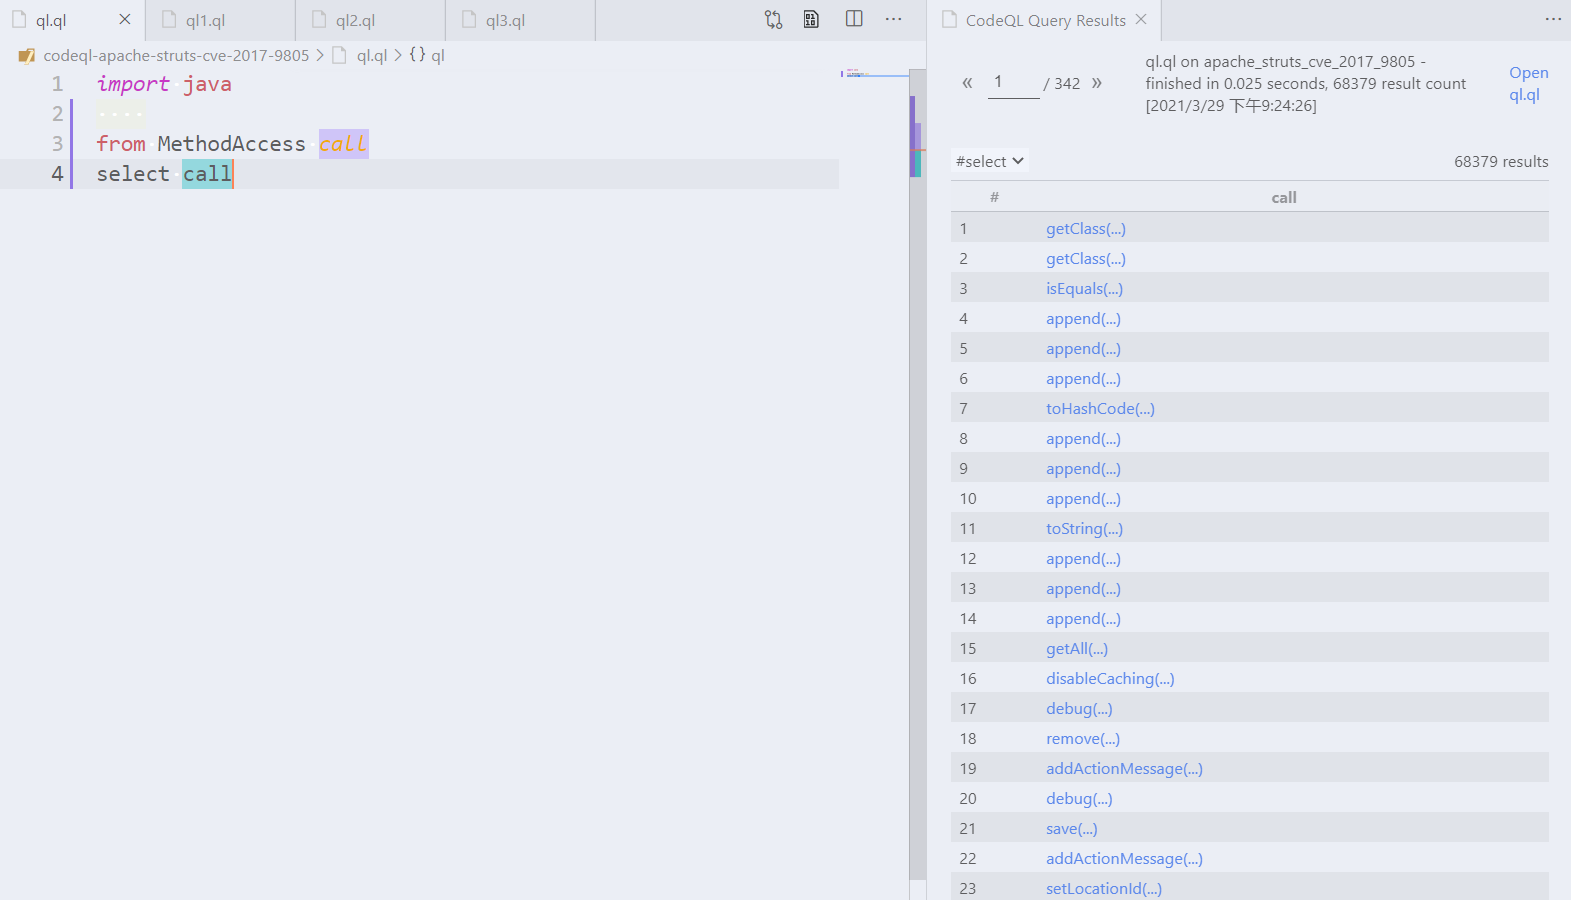 ql.ql
ql1.ql
ql2.ql
ql3.ql
codeql-apache-struts-cve-2017-9805 > ql.ql > {} ql
1 import java
2
3 from MethodAccess call
4 select call
CodeQL Query Results
« 1 / 342 »
ql.ql on apache_struts_cve_2017_9805 -
finished in 0.025 seconds, 68379 result count
[2021/3/29 下午9:24:26]
Open
ql.ql
#select
68379 results
# call
1 getClass(...)
2 getClass(...)
3 isEquals(...)
4 append(...)
5 append(...)
6 append(...)
7 toHashCode(...)
8 append(...)
9 append(...)
10 append(...)
11 toString(...)
12 append(...)
13 append(...)
14 append(...)
15 getAll(...)
16 disableCaching(...)
17 debug(...)
18 remove(...)
19 addActionMessage(...)
20 debug(...)
21 save(...)
22 addActionMessage(...)
23 setLocationId(...)